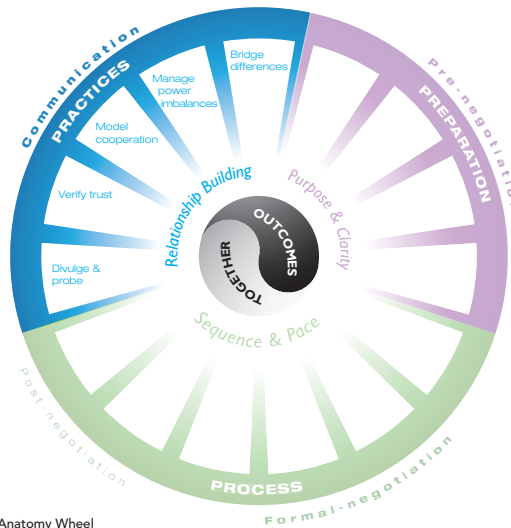 Communication
PRACTICES
Bridge
differences
Manage
power
imbalances
Model
cooperation
Verify trust
Divulge &
probe
Relationship Building
Pre-negotiation
PREPARATION
Purpose & Clarity
OUTCOMES
TOGETHER
Sequence & Pace
Post-negotiation
PROCESS
Formal-negotiation
Anatomy Wheel